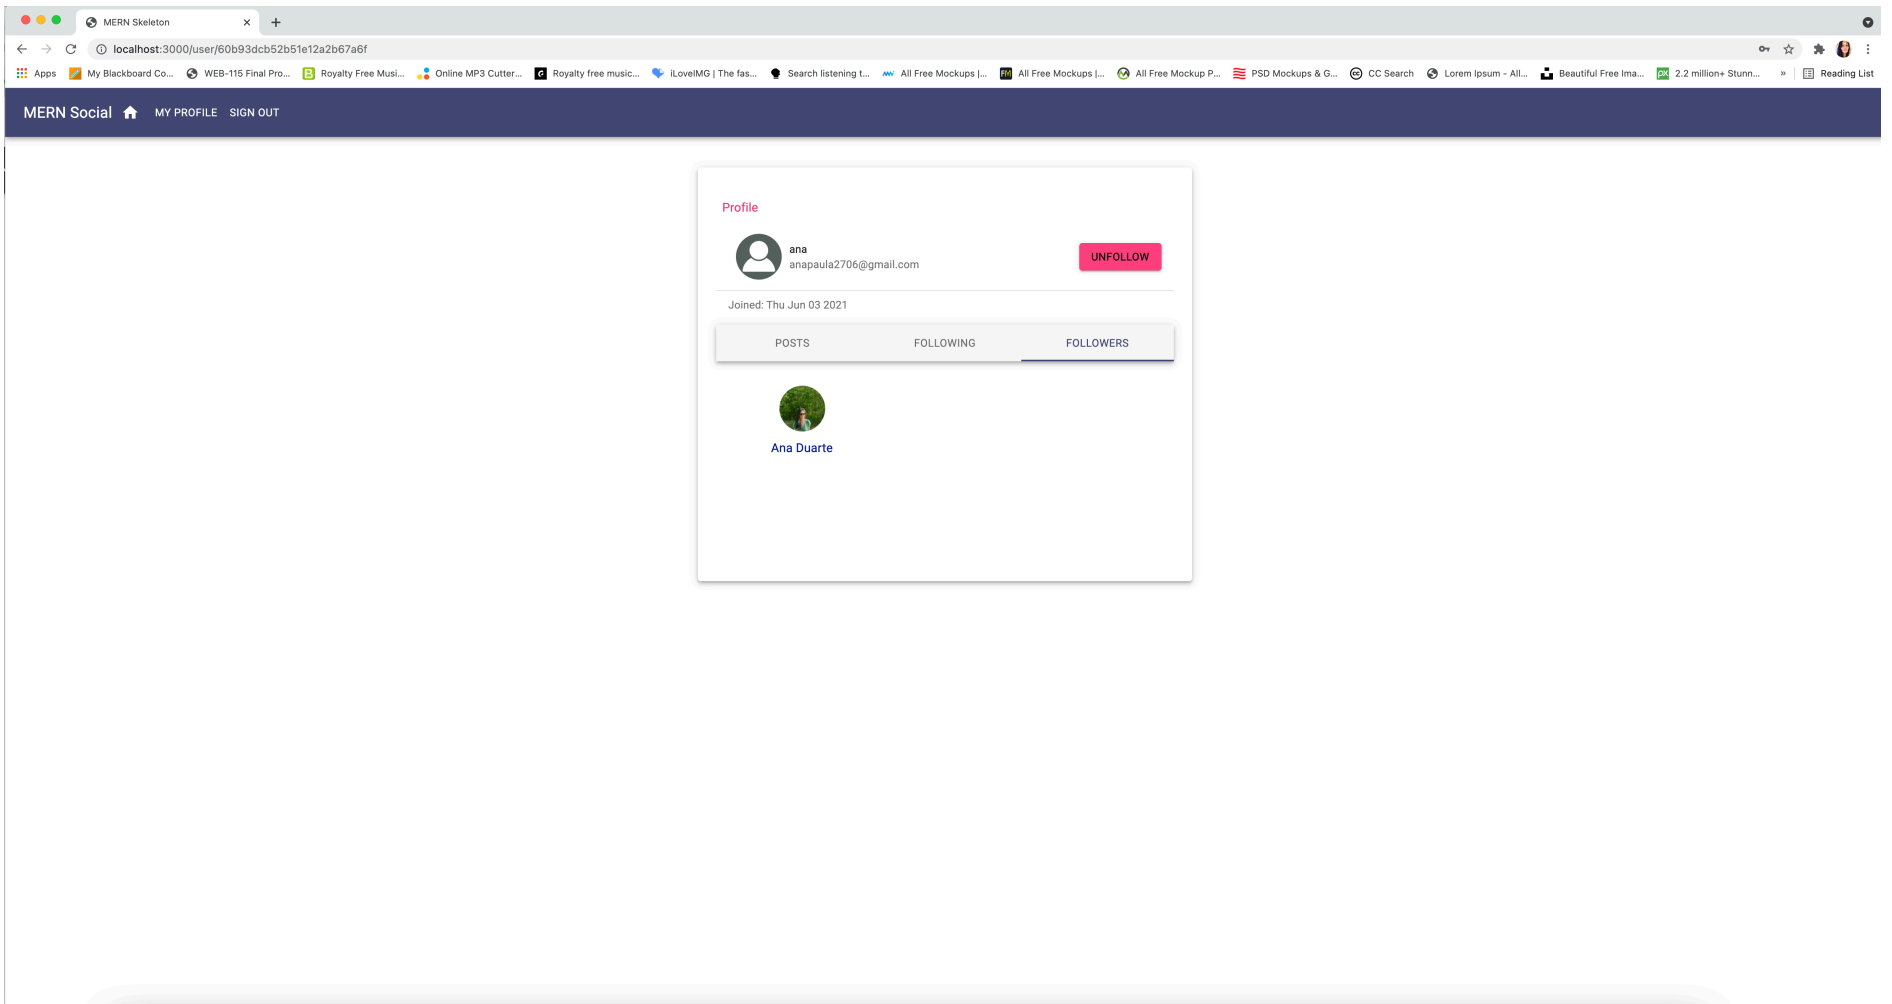 MERN Skeleton
localhost:3000/user/60b93dcb52b51e12a2b67a6f
Apps My Blackboard Co... WEB-115 Final Pro... Royalty Free Musi... Online MP3 Cutter... Royalty free music... iLoveIMG | The fas... Search listening t... All Free Mockups |... All Free Mockups |... All Free Mockup P... PSD Mockups & G... CC Search Lorem Ipsum - All... Beautiful Free Ima... 2.2 million+ Stunn... » Reading List
MERN Social MY PROFILE SIGN OUT
Profile
ana
anapaula2706@gmail.com
UNFOLLOW
Joined: Thu Jun 03 2021
POSTS FOLLOWING FOLLOWERS
Ana Duarte